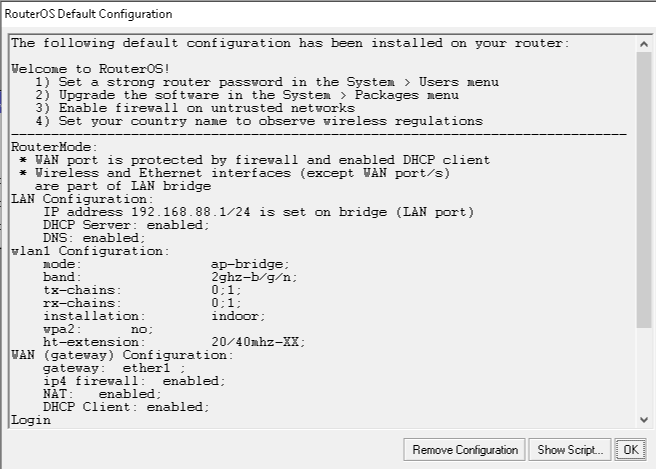 RouterOS Default Configuration
The following default configuration has been installed on your router:
Welcome to RouterOS!
1) Set a strong router password in the System > Users menu
2) Upgrade the software in the System > Packages menu
3) Enable firewall on untrusted networks
4) Set your country name to observe wireless regulations
RouterMode:
* WAN port is protected by firewall and enabled DHCP client
* Wireless and Ethernet interfaces (except WAN port/s)
are part of LAN bridge
LAN Configuration:
IP address 192.168.88.1/24 is set on bridge (LAN port)
DHCP Server: enabled;
DNS: enabled;
wlan1 Configuration:
mode: ap-bridge;
band: 2ghz-b/g/n;
tx-chains: 0;1;
rx-chains: 0;1;
installation: indoor;
wpa2: no;
ht-extension: 20/40mhz-XX;
WAN (gateway) Configuration:
gateway: ether1 ;
ip4 firewall: enabled;
NAT: enabled;
DHCP Client: enabled;
Login
Remove Configuration Show Script... OK